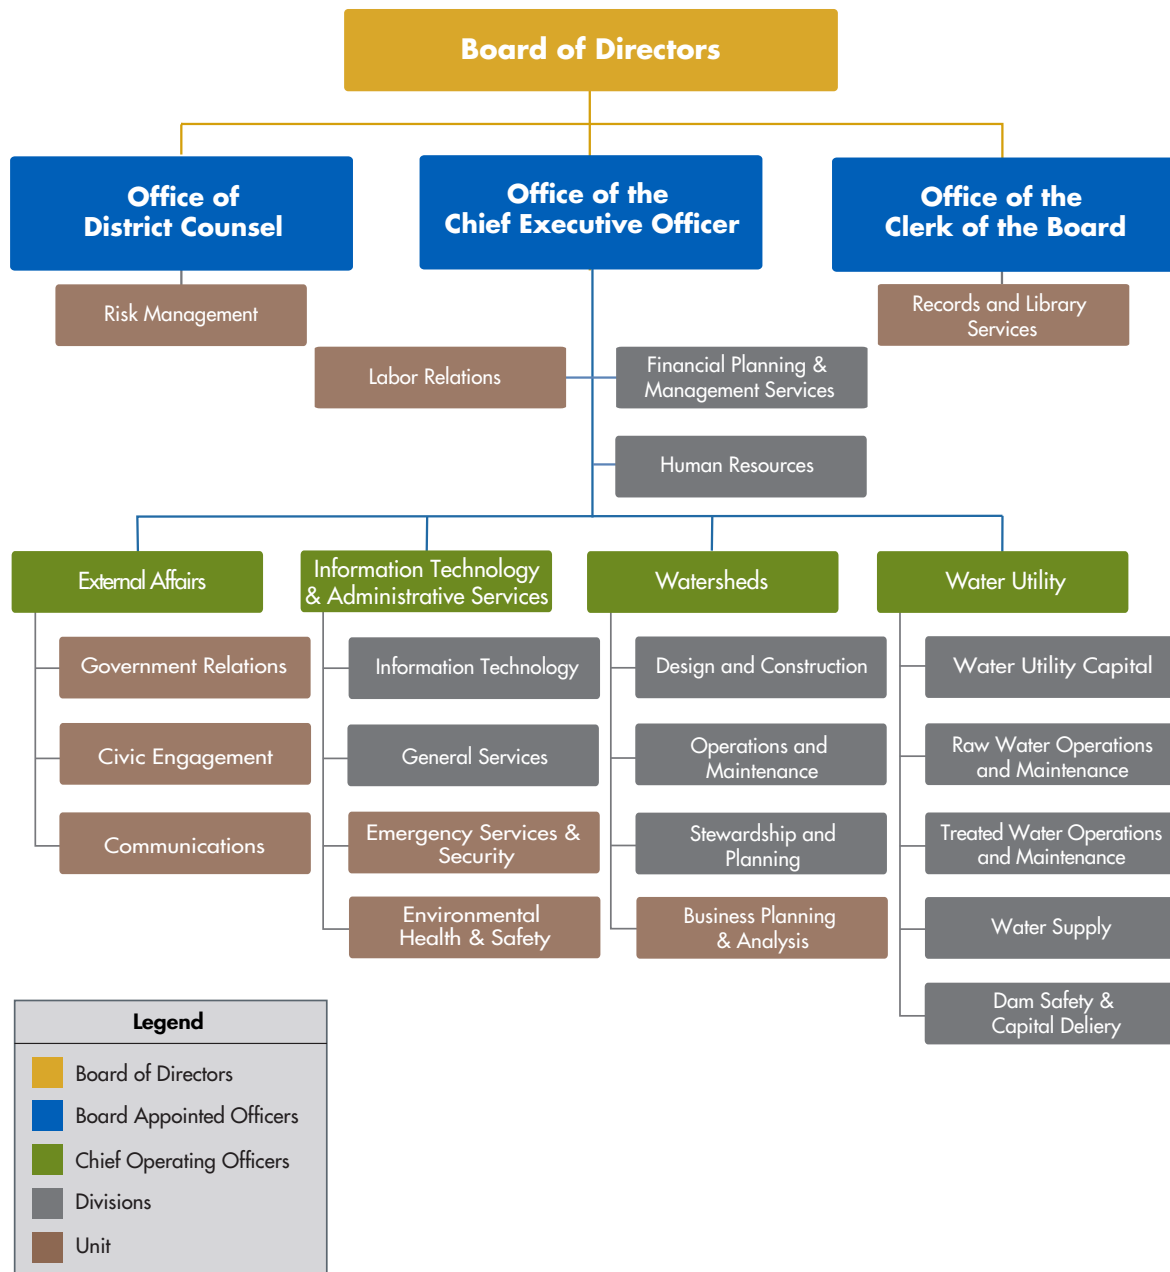 Board of Directors
Office of
District Counsel
Office of the
Chief Executive Officer
Office of the
Clerk of the Board
Risk Management
Records and Library
Services
Labor Relations
Financial Planning &
Management Services
Human Resources
External Affairs
Information Technology
& Administrative Services
Watersheds
Water Utility
Government Relations
Civic Engagement
Communications
Information Technology
General Services
Emergency Services &
Security
Environmental
Health & Safety
Design and Construction
Operations and
Maintenance
Stewardship and
Planning
Business Planning
& Analysis
Water Utility Capital
Raw Water Operations
and Maintenance
Treated Water Operations
and Maintenance
Water Supply
Dam Safety &
Capital Deliery
Legend
Board of Directors
Board Appointed Officers
Chief Operating Officers
Divisions
Unit